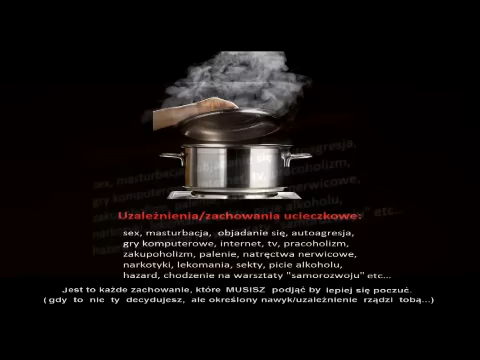 Uzależnienia/zachowania ucieczkowe:
sex, masturbacja, objadanie się, autoagresja,
gry komputerowe, internet, tv, pracoholizm,
zakupoholizm, palenie, natręctwa nerwicowe,
narkotyki, lekomania, sekty, picie alkoholu,
hazard, chodzenie na warsztaty "samorozwoju" etc...
Jest to każde zachowanie, które MUSISZ podjąć by lepiej się poczuć.
(gdy to nie ty decydujesz, ale określony nawyk/uzależnienie rządzi tobą...)